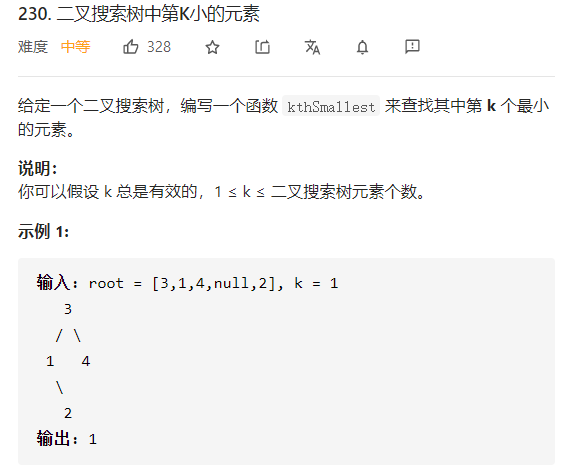 230. 二叉搜索树中第K小的元素
难度 中等 328
给定一个二叉搜索树，编写一个函数 kthSmallest 来查找其中第 k 个最小
的元素。
说明：
你可以假设 k 总是有效的，1 ≤ k ≤ 二叉搜索树元素个数。
示例 1:
输入: root = [3,1,4,null,2], k = 1
3
/ \
1 4
\
2
输出: 1